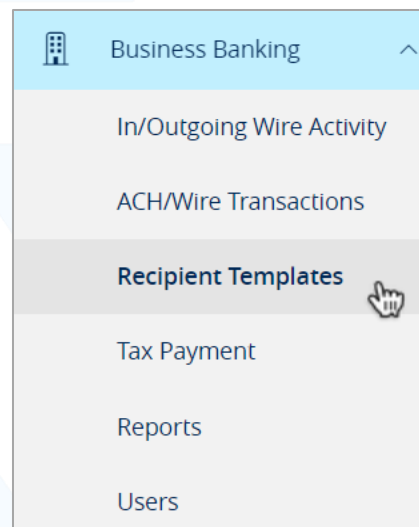 Business Banking
In/Outgoing Wire Activity
ACH/Wire Transactions
Recipient Templates
Tax Payment
Reports
Users